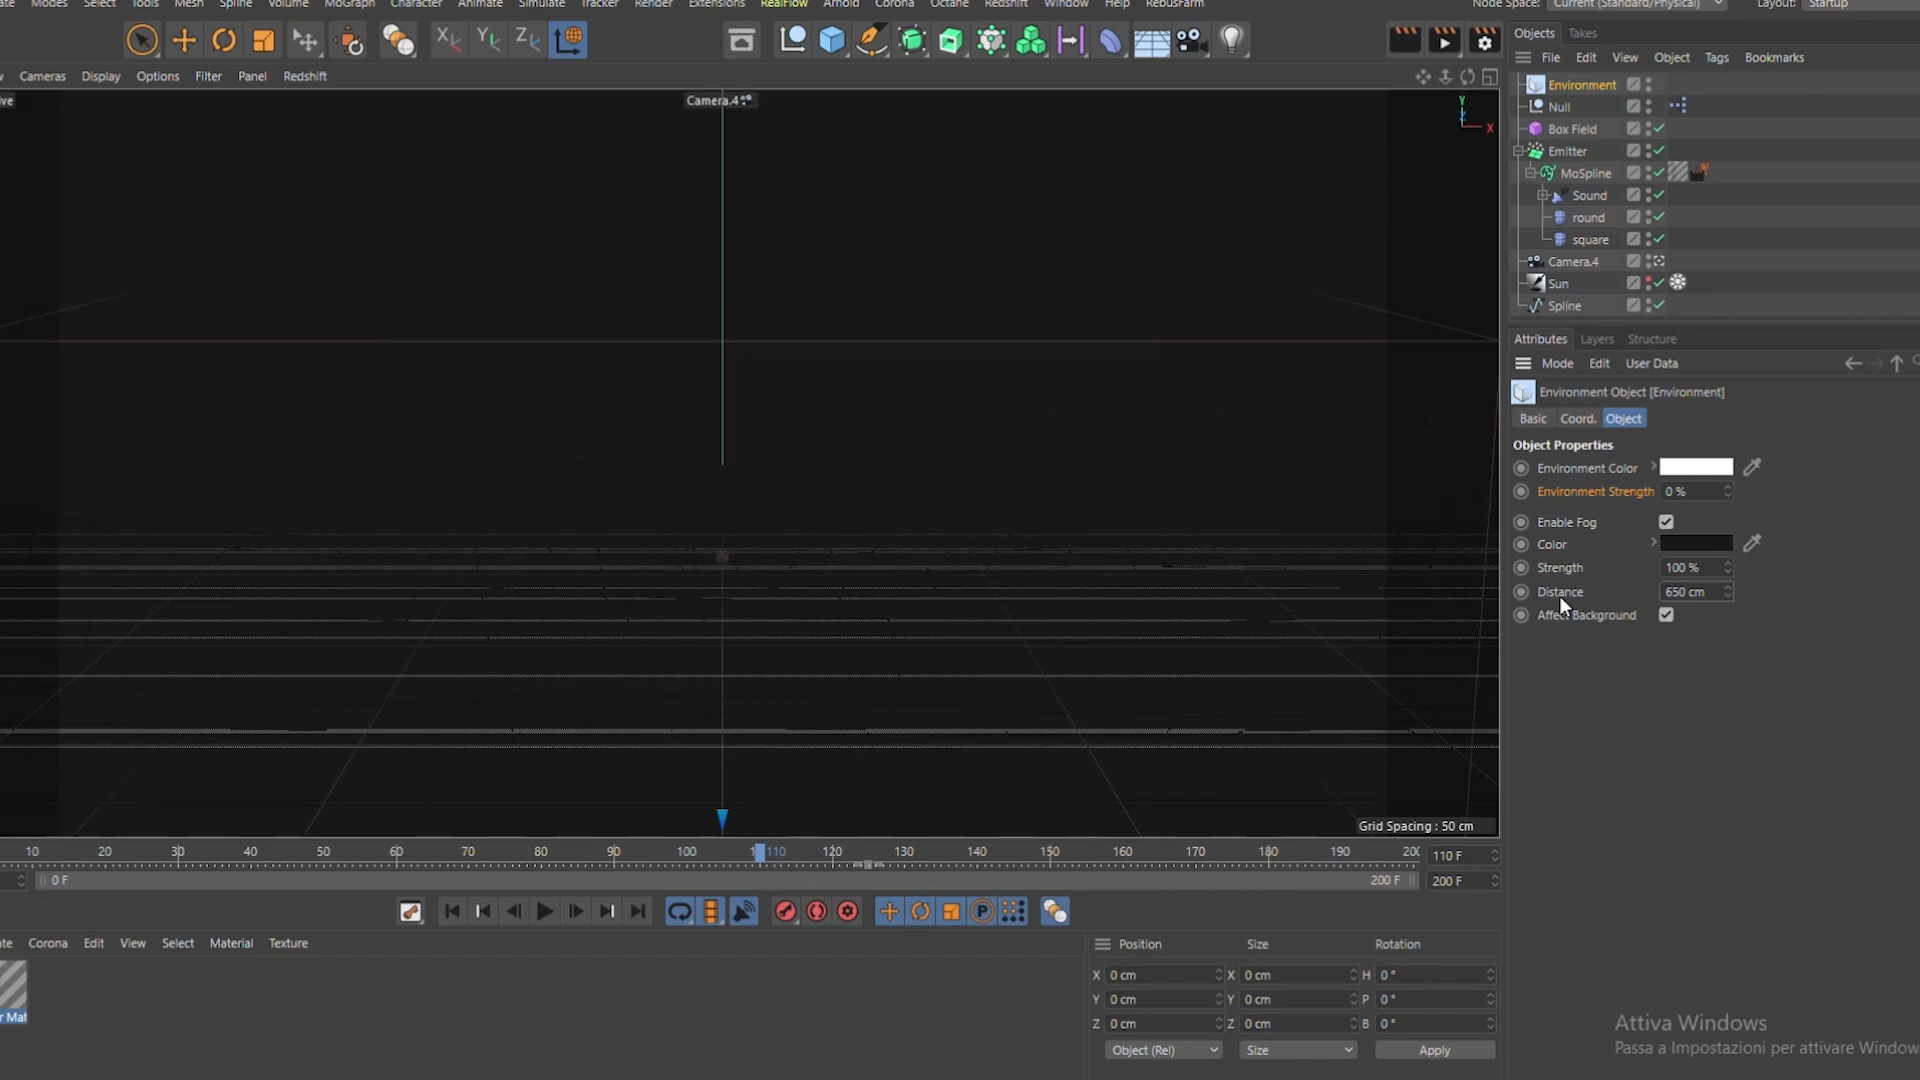 Modes Select Tools Mesh Spline Volume MoGraph Character Animate Simulate Tracker Render Extensions RealFlow Arnold Corona Octane Redshift Window Help RebusFarm Node Space: Current (Standard/Physical) Layout: Startup
X Y Z
Objects Takes
File Edit View Object Tags Bookmarks
Cameras Display Options Filter Panel Redshift
Camera.4
Y
Z
X
Environment
Null
Box Field
Emitter
MoSpline
Sound
round
square
Camera.4
Sun
Spline
Attributes Layers Structure
Mode Edit User Data
Environment Object [Environment]
Basic Coord. Object
Object Properties
Environment Color
Environment Strength 0 %
Enable Fog
Color
Strength 100 %
Distance 650 cm
Affect Background
Grid Spacing : 50 cm
10 20 30 40 50 60 70 80 90 100 110 120 130 140 150 160 170 180 190 200 110 F
0 F 200 F 200 F
P
Corona Edit View Select Material Texture
Position Size Rotation
X 0 cm X 0 cm H 0 °
Y 0 cm Y 0 cm P 0 °
Z 0 cm Z 0 cm B 0 °
Object (Rel) Size Apply
Attiva Windows
Passa a Impostazioni per attivare Window